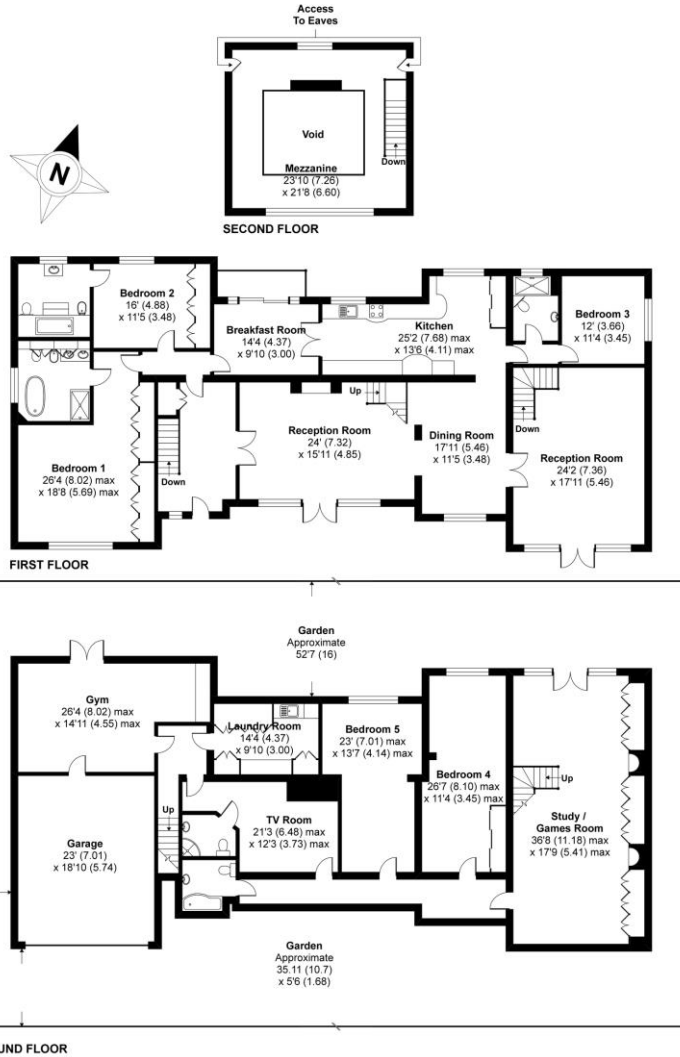 Access
To Eaves
N
Void
Down
Mezzanine
23'10 (7.26)
x 21'8 (6.60)
SECOND FLOOR
Bedroom 2
16' (4.88)
x 11'5 (3.48)
Breakfast Room
14'4 (4.37)
x 9'10 (3.00)
Kitchen
25'2 (7.68) max
x 13'6 (4.11) max
Bedroom 3
12' (3.66)
x 11'4 (3.45)
Up
Reception Room
24' (7.32)
x 15'11 (4.85)
Dining Room
17'11 (5.46)
x 11'5 (3.48)
Down
Reception Room
24'2 (7.36)
x 17'11 (5.46)
Bedroom 1
26'4 (8.02) max
x 18'8 (5.69) max
Down
FIRST FLOOR
Garden
Approximate
52'7 (16)
Gym
26'4 (8.02) max
x 14'11 (4.55) max
Laundry Room
14'4 (4.37)
x 9'10 (3.00)
Bedroom 5
23' (7.01) max
x 13'7 (4.14) max
Bedroom 4
26'7 (8.10) max
x 11'4 (3.45) max
Up
Study /
Games Room
36'8 (11.18) max
x 17'9 (5.41) max
Up
TV Room
21'3 (6.48) max
x 12'3 (3.73) max
Garage
23' (7.01)
x 18'10 (5.74)
Garden
Approximate
35.11 (10.7)
x 5'6 (1.68)
UND FLOOR